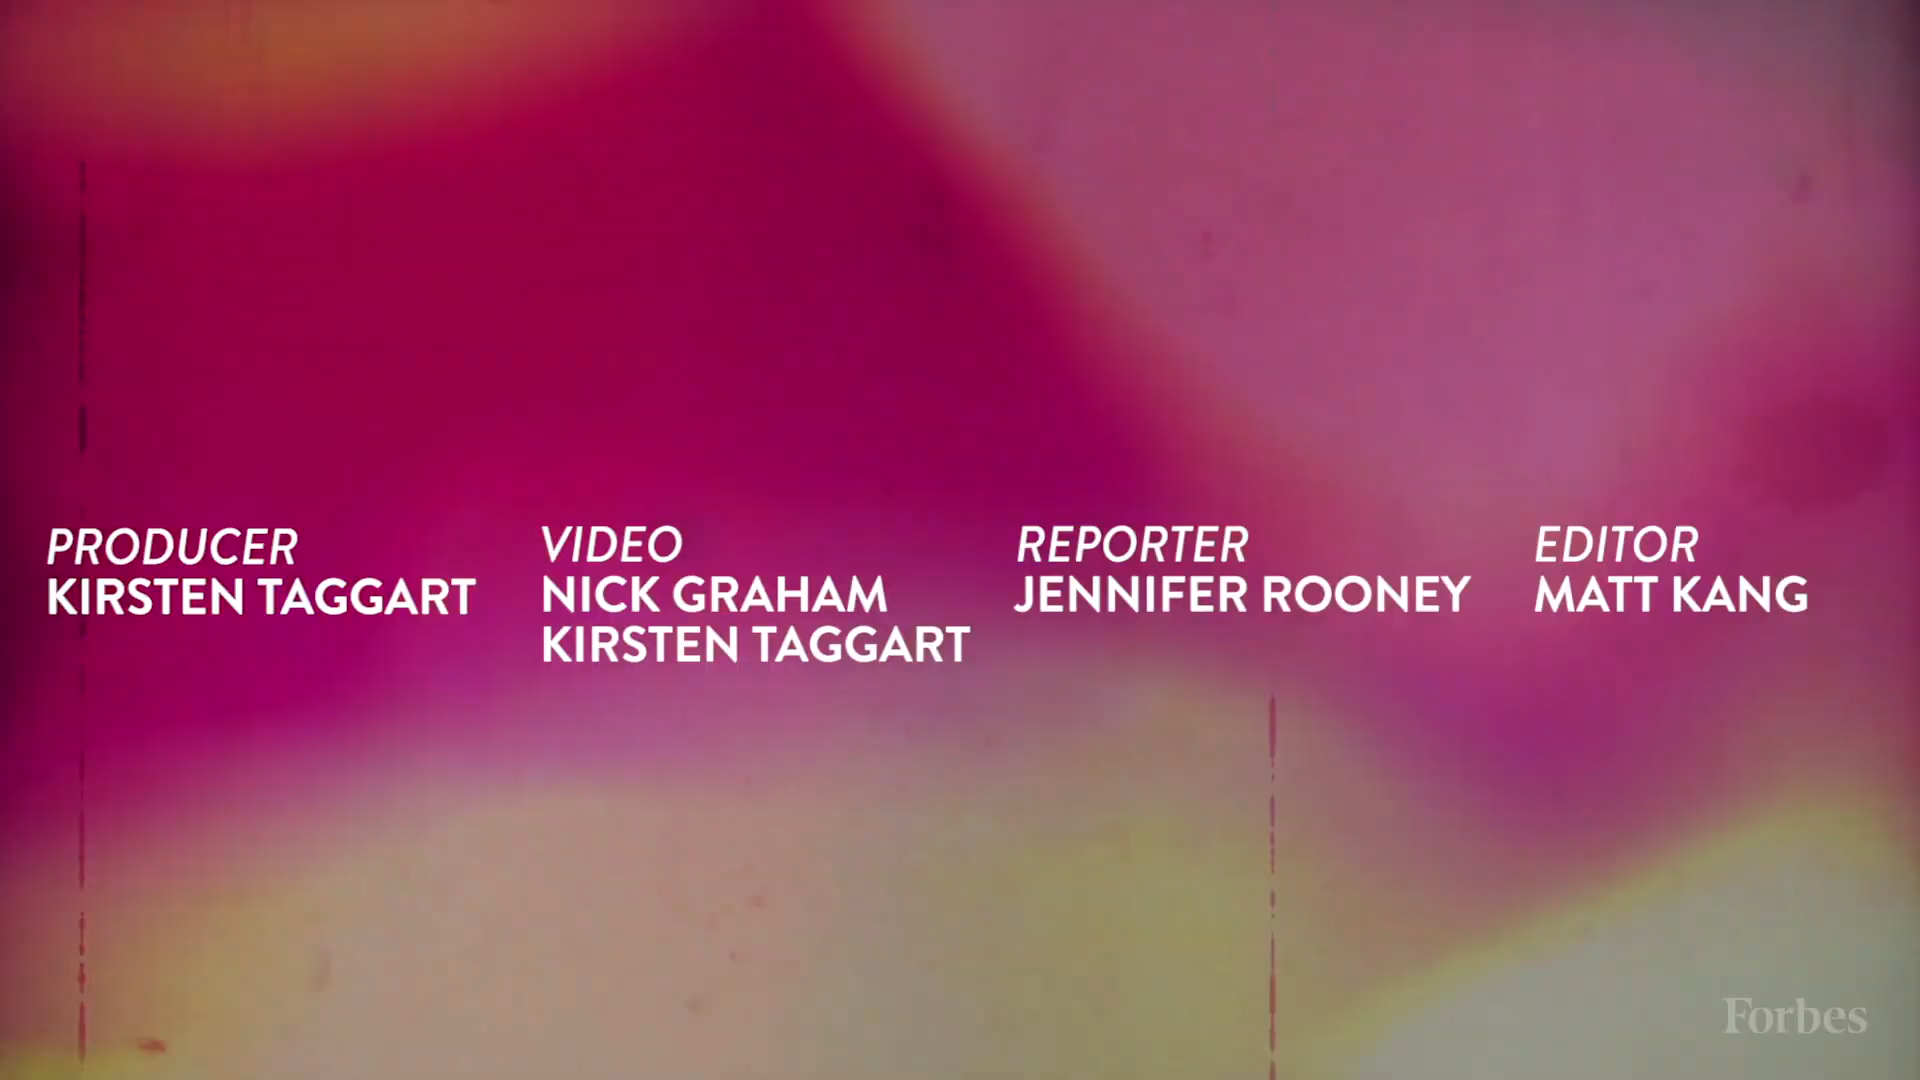 PRODUCER
KIRSTEN TAGGART
VIDEO
NICK GRAHAM
KIRSTEN TAGGART
REPORTER
JENNIFER ROONEY
EDITOR
MATT KANG
Forbes